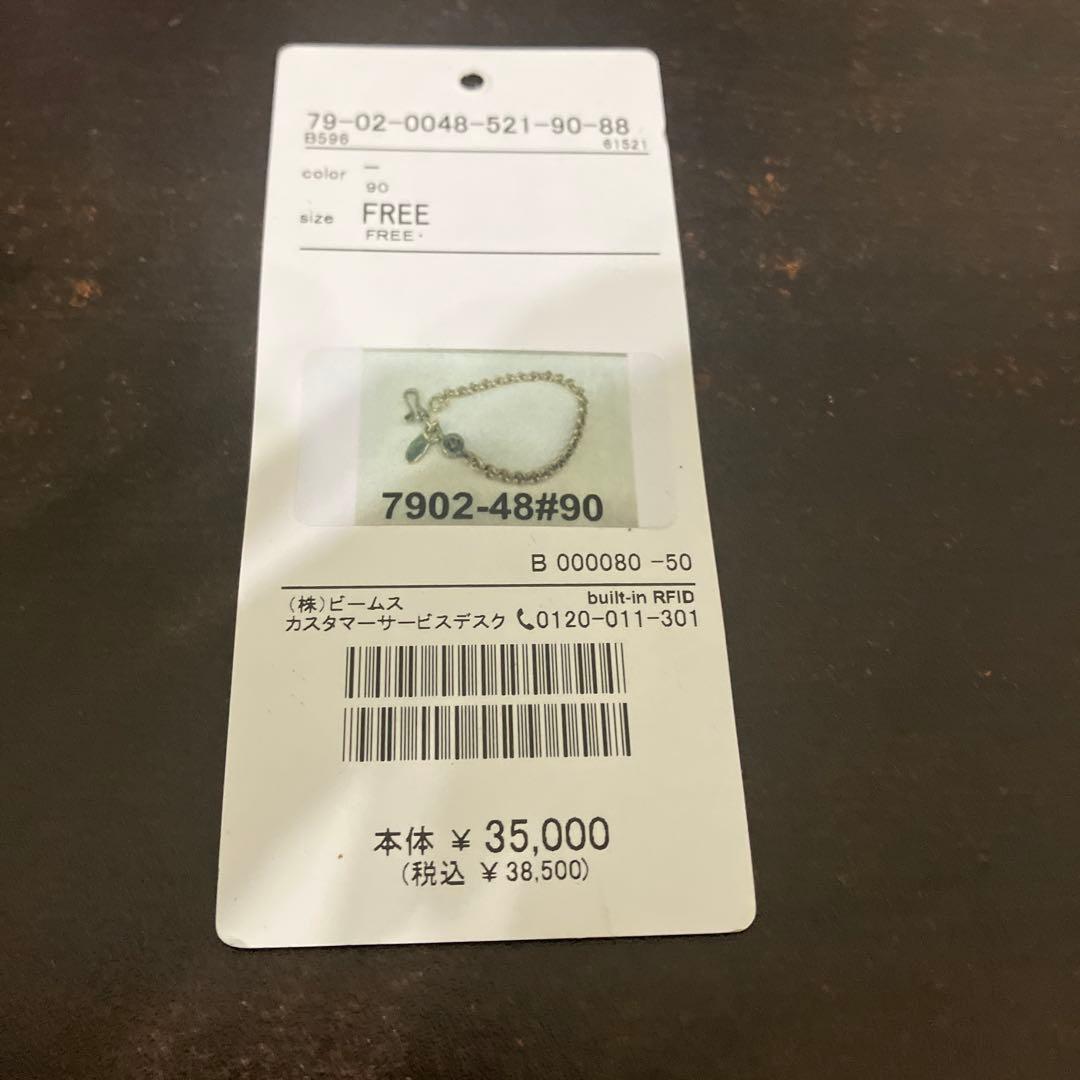 79-02-0048-521-90-88
B596 61521
color —
90
size FREE
FREE・
7902-48#90
B 000080 -50
(株)ビームス built-in RFID
カスタマーサービスデスク 0120-011-301
本体 ¥ 35,000
(税込 ¥ 38,500)